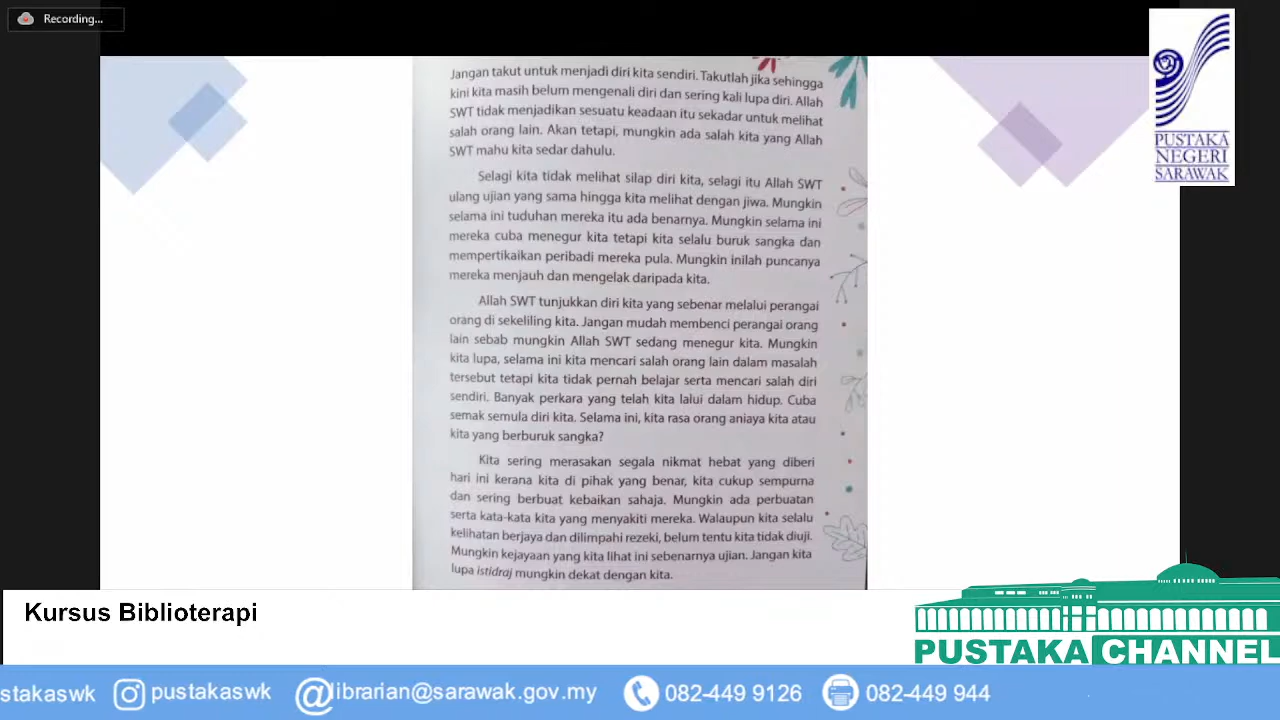 Recording...
PUSTAKA
NEGERI
SARAWAK
Jangan takut untuk menjadi diri kita sendiri. Takutlah jika sehingga
kini kita masih belum mengenali diri dan sering kali lupa diri. Allah
SWT tidak menjadikan sesuatu keadaan itu sekadar untuk melihat
salah orang lain. Akan tetapi, mungkin ada salah kita yang Allah
SWT mahu kita sedar dahulu.
Selagi kita tidak melihat silap diri kita, selagi itu Allah SWT
ulang ujian yang sama hingga kita melihat dengan jiwa. Mungkin
selama ini tuduhan mereka itu ada benarnya. Mungkin selama ini
mereka cuba menegur kita tetapi kita selalu buruk sangka dan
mempertikaikan peribadi mereka pula. Mungkin inilah puncanya
mereka menjauh dan mengelak daripada kita.
Allah SWT tunjukkan diri kita yang sebenar melalui perangai
orang di sekeliling kita. Jangan mudah membenci perangai orang
lain sebab mungkin Allah SWT sedang menegur kita. Mungkin
kita lupa, selama ini kita mencari salah orang lain dalam masalah
tersebut tetapi kita tidak pernah belajar serta mencari salah diri
sendiri. Banyak perkara yang telah kita lalui dalam hidup. Cuba
semak semula diri kita. Selama ini, kita rasa orang aniaya kita atau
kita yang berburuk sangka?
Kita sering merasakan segala nikmat hebat yang diberi
hari ini kerana kita di pihak yang benar, kita cukup sempurna
dan sering berbuat kebaikan sahaja. Mungkin ada perbuatan
serta kata-kata kita yang menyakiti mereka. Walaupun kita selalu
kelihatan berjaya dan dilimpahi rezeki, belum tentu kita tidak diuji.
Mungkin kejayaan yang kita lihat ini sebenarnya ujian. Jangan kita
lupa istidraj mungkin dekat dengan kita.
Kursus Biblioterapi
PUSTAKA CHANNEL
stakaswk pustakaswk @librarian@sarawak.gov.my 082-449 9126 082-449 944